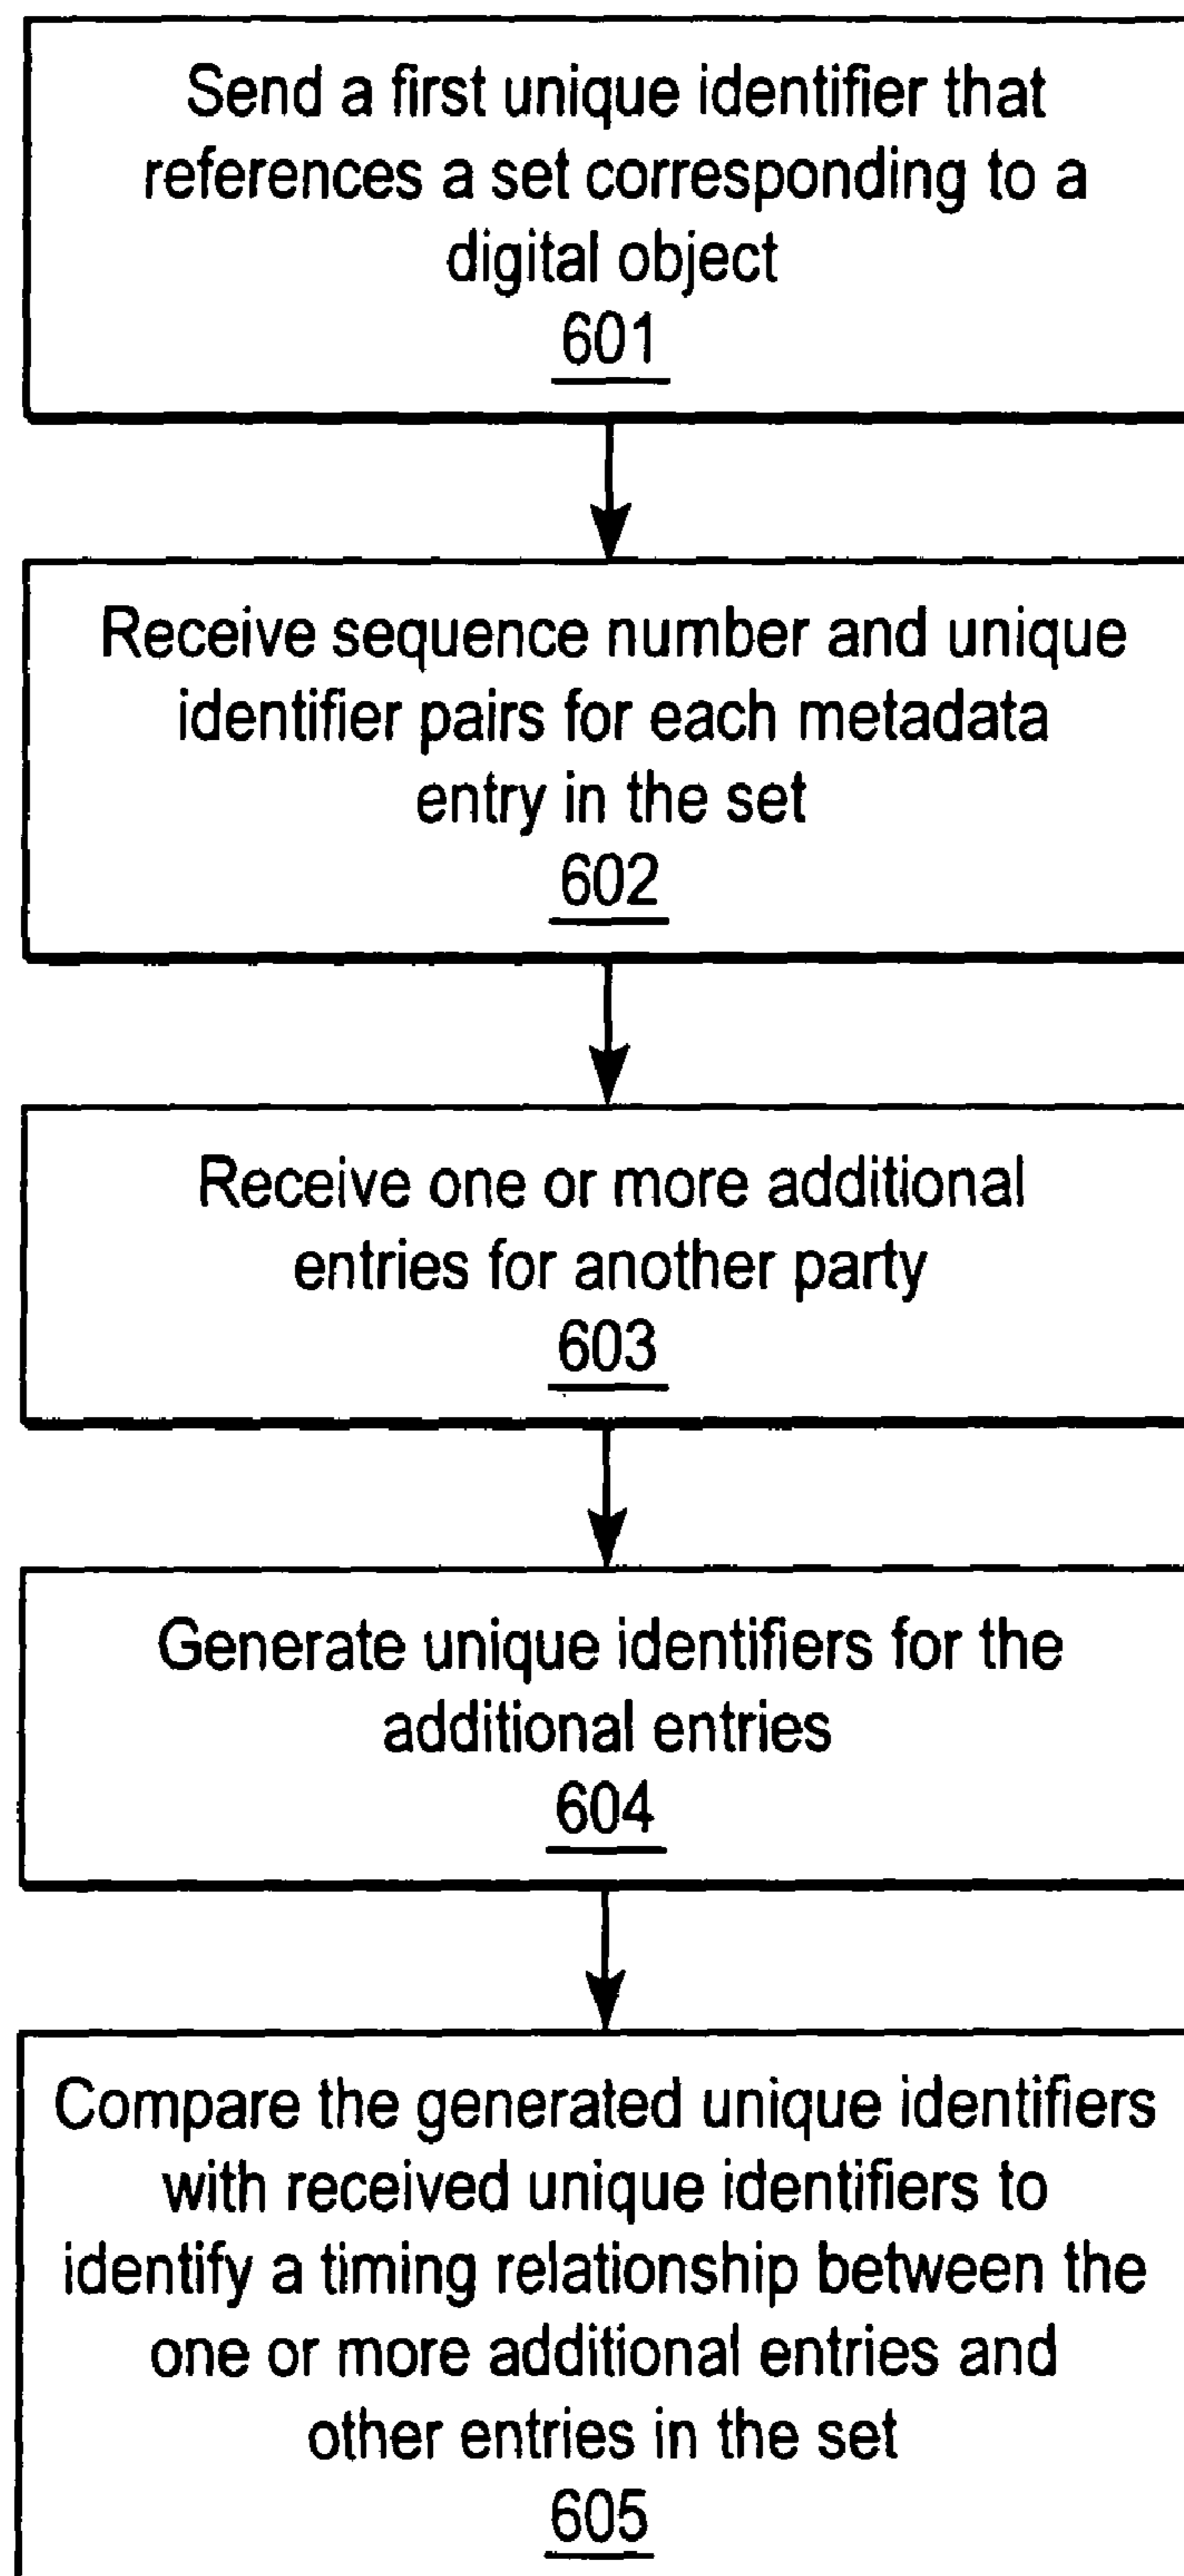 Send a first unique identifier that
references a set corresponding to a
digital object
601
Receive sequence number and unique
identifier pairs for each metadata
entry in the set
602
Receive one or more additional
entries for another party
603
Generate unique identifiers for the
additional entries
604
Compare the generated unique identifiers
with received unique identifiers to
identify a timing relationship between the
one or more additional entries and
other entries in the set
605